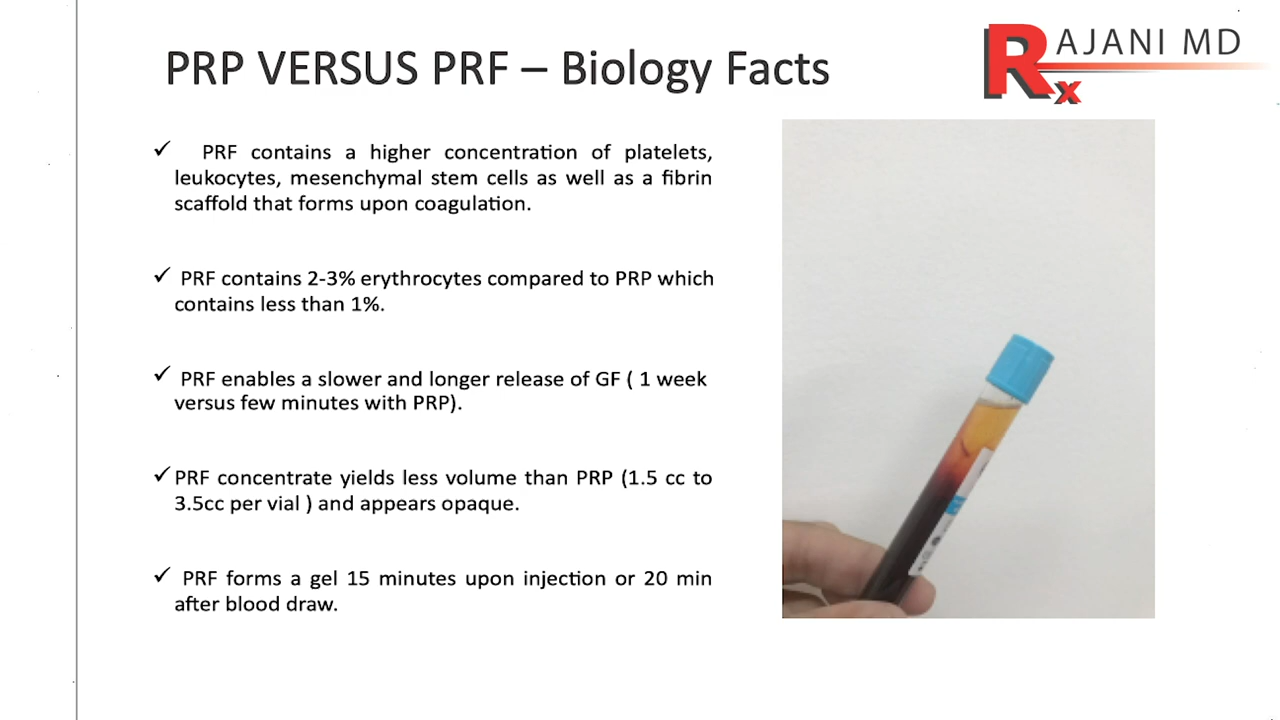 PRP VERSUS PRF – Biology Facts
RAJANI MD
Rx
✓ PRF contains a higher concentration of platelets,
leukocytes, mesenchymal stem cells as well as a fibrin
scaffold that forms upon coagulation.
✓ PRF contains 2-3% erythrocytes compared to PRP which
contains less than 1%.
✓ PRF enables a slower and longer release of GF ( 1 week
versus few minutes with PRP).
✓ PRF concentrate yields less volume than PRP (1.5 cc to
3.5cc per vial ) and appears opaque.
✓ PRF forms a gel 15 minutes upon injection or 20 min
after blood draw.